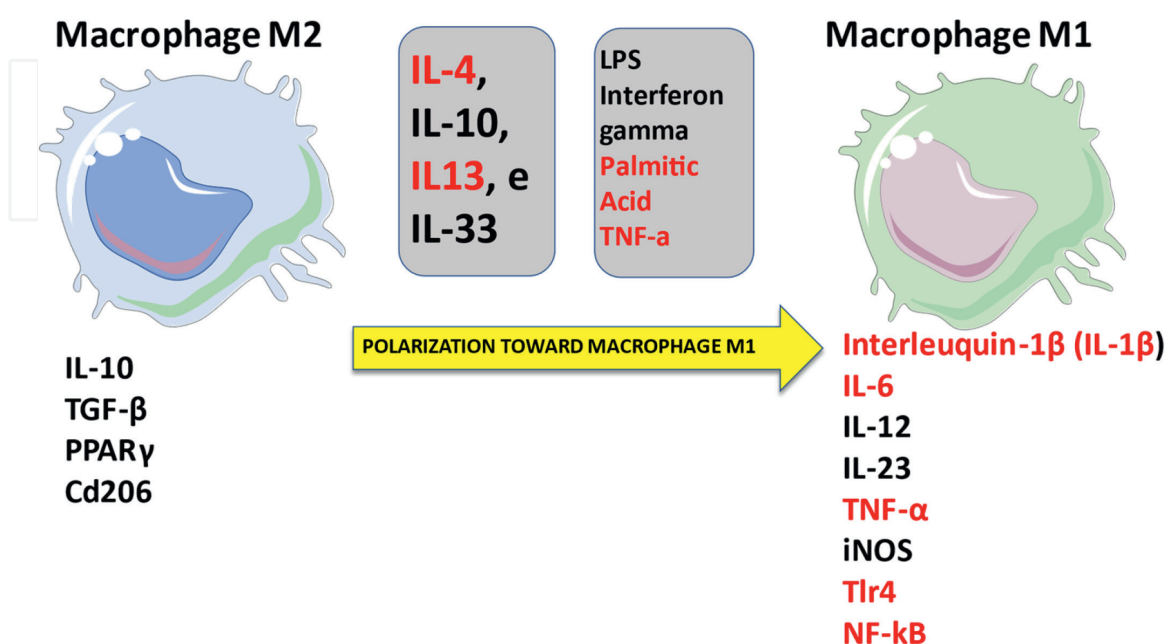 Macrophage M2
IL-4,
IL-10,
IL13, e
IL-33
LPS
Interferon
gamma
Palmitic
Acid
TNF-a
Macrophage M1
POLARIZATION TOWARD MACROPHAGE M1
IL-10
TGF-β
PPARγ
Cd206
Interleuquin-1β (IL-1β)
IL-6
IL-12
IL-23
TNF-α
iNOS
Tlr4
NF-kB